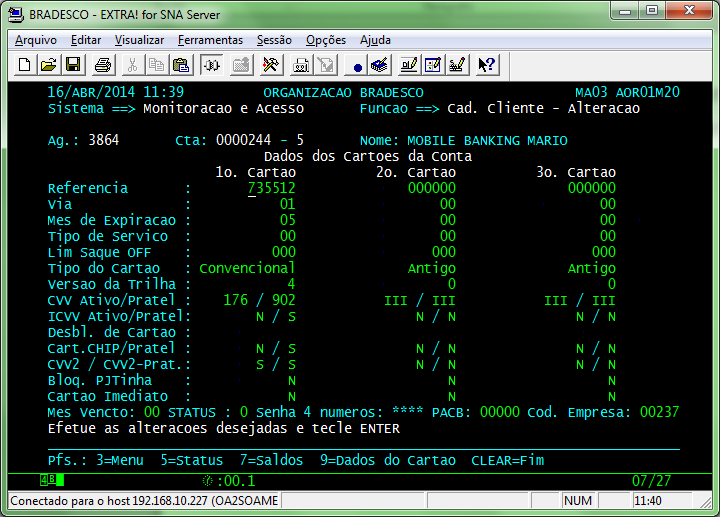 BRADESCO - EXTRA! for SNA Server
Arquivo Editar Visualizar Ferramentas Sessão Opções Ajuda
16/ABR/2014 11:39 ORGANIZACAO BRADESCO MA03 AOR01M20
Sistema ==> Monitoracao e Acesso Funcao ==> Cad. Cliente - Alteracao
Ag.: 3864 Cta: 0000244 - 5 Nome: MOBILE BANKING MARIO
Dados dos Cartoes da Conta
1o. Cartao 2o. Cartao 3o. Cartao
Referencia : 735512 000000 000000
Via : 01 00 00
Mes de Expiracao : 05 00 00
Tipo de Servico : 00 00 00
Lim Saque OFF : 000 000 000
Tipo do Cartao : Convencional Antigo Antigo
Versao da Trilha : 4 0 0
CVV Ativo/Pratel : 176 / 902 III / III III / III
ICVV Ativo/Pratel: N / S N / N N / N
Desbl. de Cartao :
Cart.CHIP/Pratel : N / S N / N N / N
CVV2 / CVV2-Prat.: S / S N / N N / N
Bloq. PJTinha : N N N
Cartao Imediato : N N N
Mes Vencto: 00 STATUS : 0 Senha 4 numeros: **** PACB: 00000 Cod. Empresa: 00237
Efetue as alteracoes desejadas e tecle ENTER
Pfs.: 3=Menu 5=Status 7=Saldos 9=Dados do Cartao CLEAR=Fim
4B :00.1 07/27
Conectado para o host 192.168.10.227 (OA2SOAME NUM 11:40